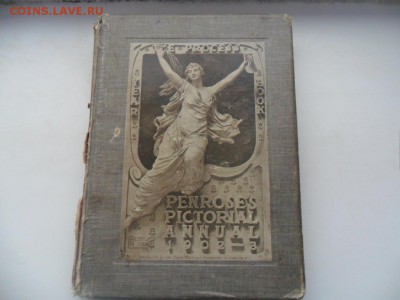 COINS.LAVE.RU
THE PROCESS
YEAR
BOOK
PENROSE'S
PICTORIAL
ANNUAL
1902-3